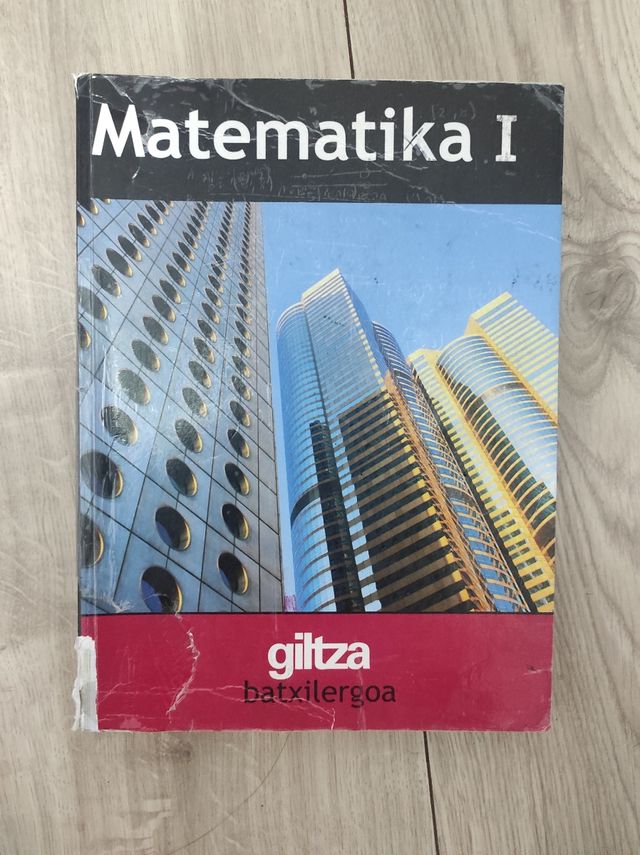 Matematika I
giltza
batxilergoa